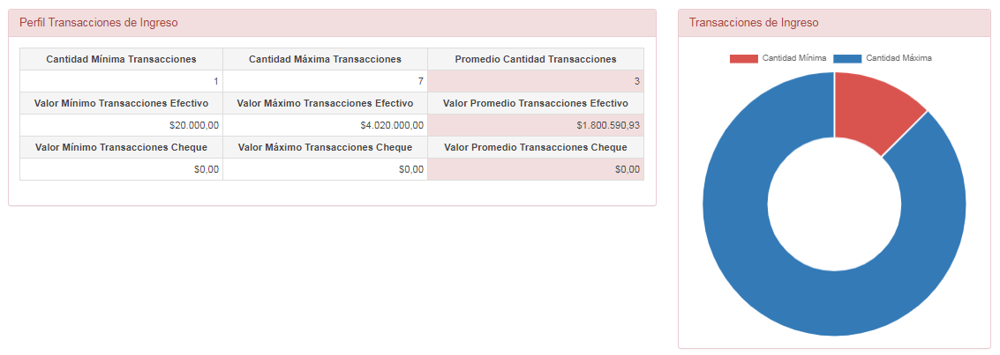 Perfil Transacciones de Ingreso
Cantidad Mínima Transacciones Cantidad Máxima Transacciones Promedio Cantidad Transacciones
1 7 3
Valor Mínimo Transacciones Efectivo Valor Máximo Transacciones Efectivo Valor Promedio Transacciones Efectivo
$20.000,00 $4.020.000,00 $1.800.590,93
Valor Mínimo Transacciones Cheque Valor Máximo Transacciones Cheque Valor Promedio Transacciones Cheque
$0,00 $0,00 $0,00
Transacciones de Ingreso
Cantidad Mínima Cantidad Máxima